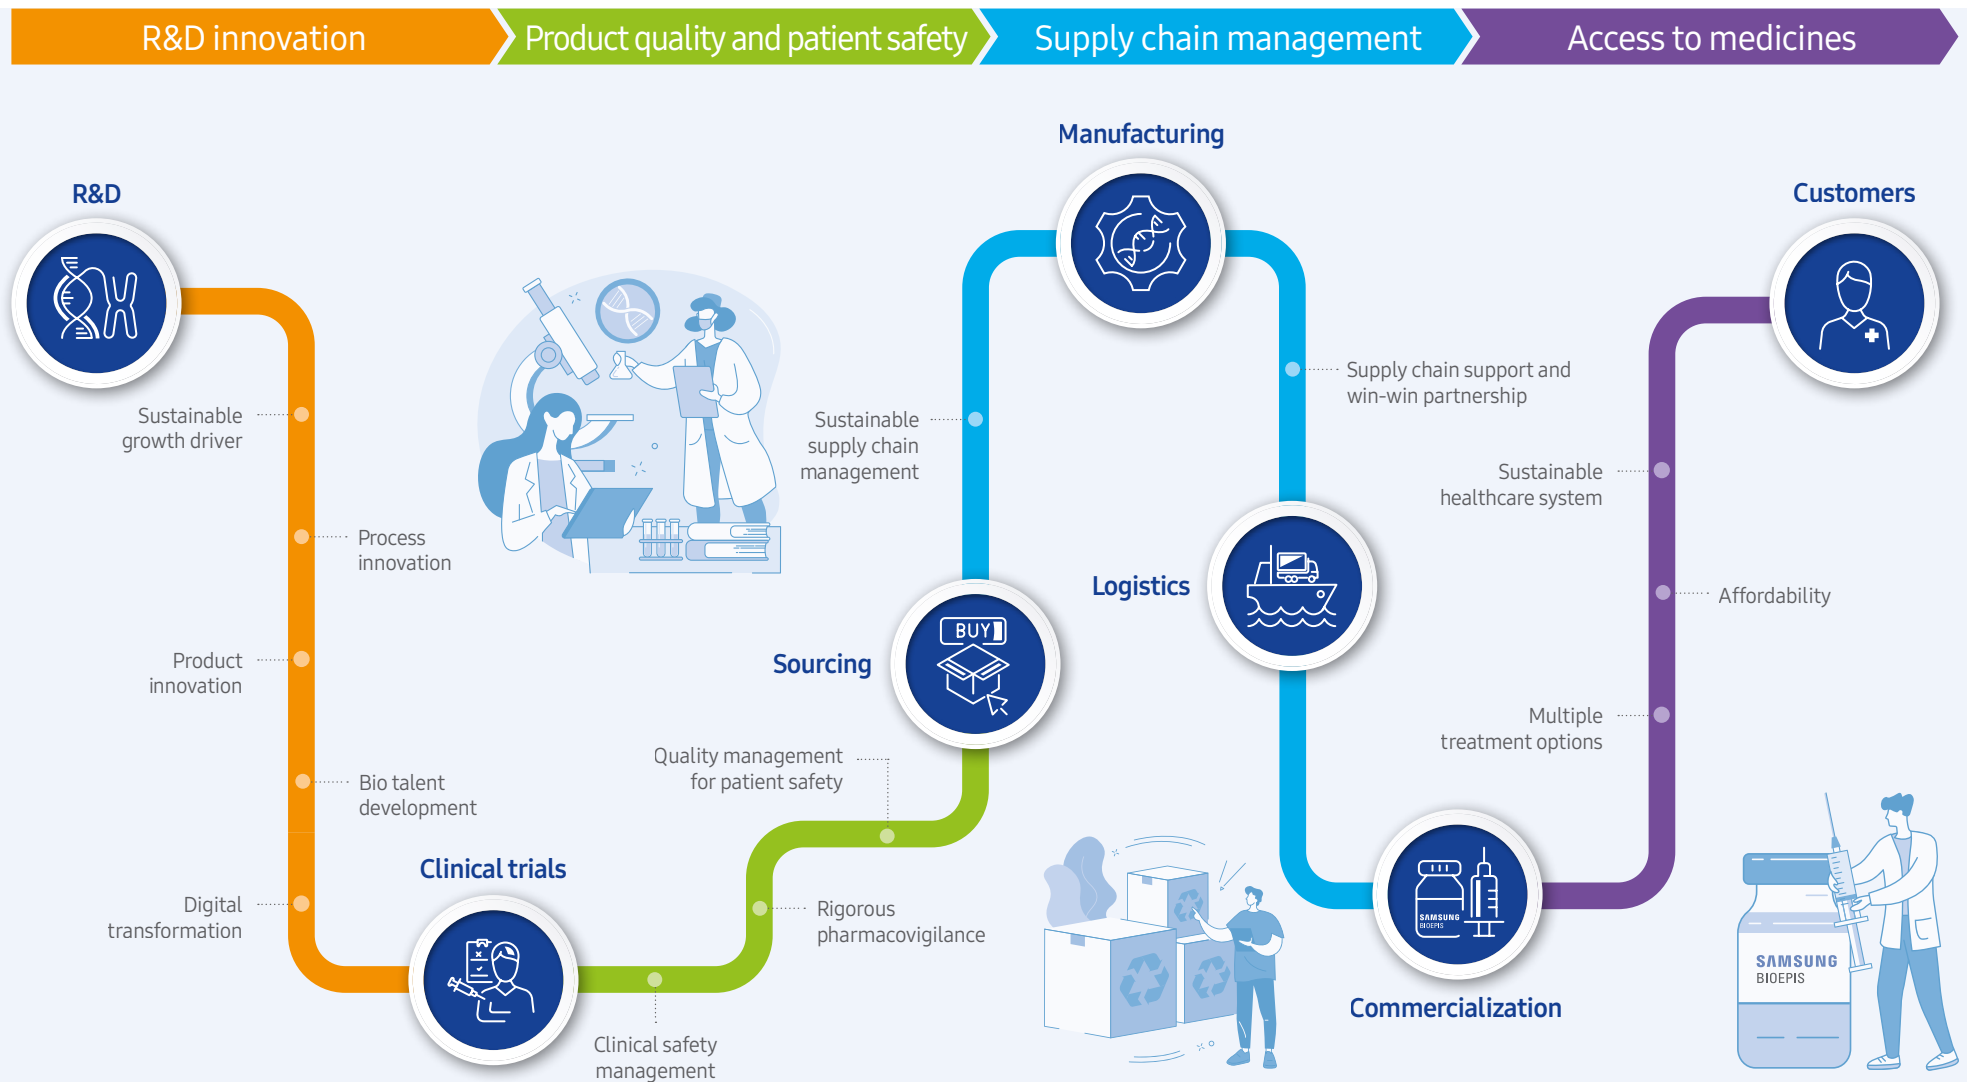 R&D innovation
Product quality and patient safety
Supply chain management
Access to medicines
R&D
Sustainable
growth driver
Process
innovation
Product
innovation
Bio talent
development
Digital
transformation
Clinical trials
Clinical safety
management
Rigorous
pharmacovigilance
Quality management
for patient safety
Sourcing
BUY
Sustainable
supply chain
management
Manufacturing
Supply chain support and
win-win partnership
Logistics
Commercialization
SAMSUNG
BIOEPIS
Multiple
treatment options
Affordability
Sustainable
healthcare system
Customers
SAMSUNG
BIOEPIS